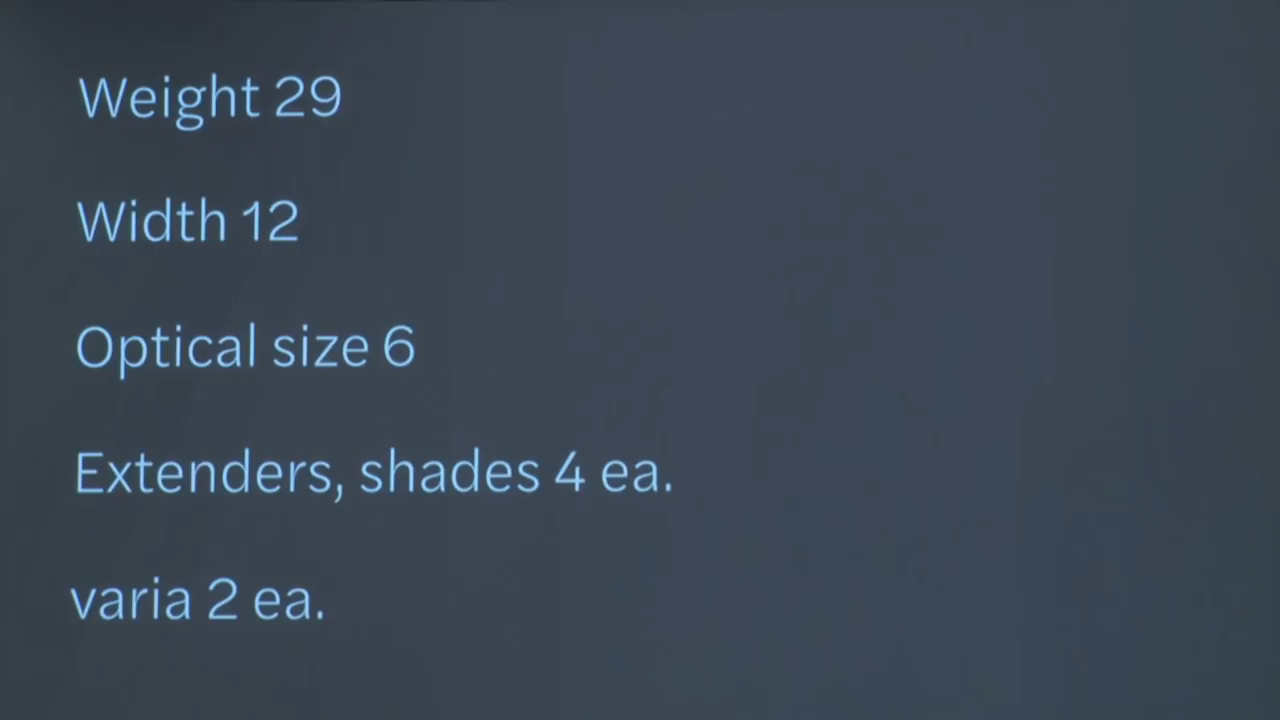 Weight 29
Width 12
Optical size 6
Extenders, shades 4 ea.
varia 2 ea.